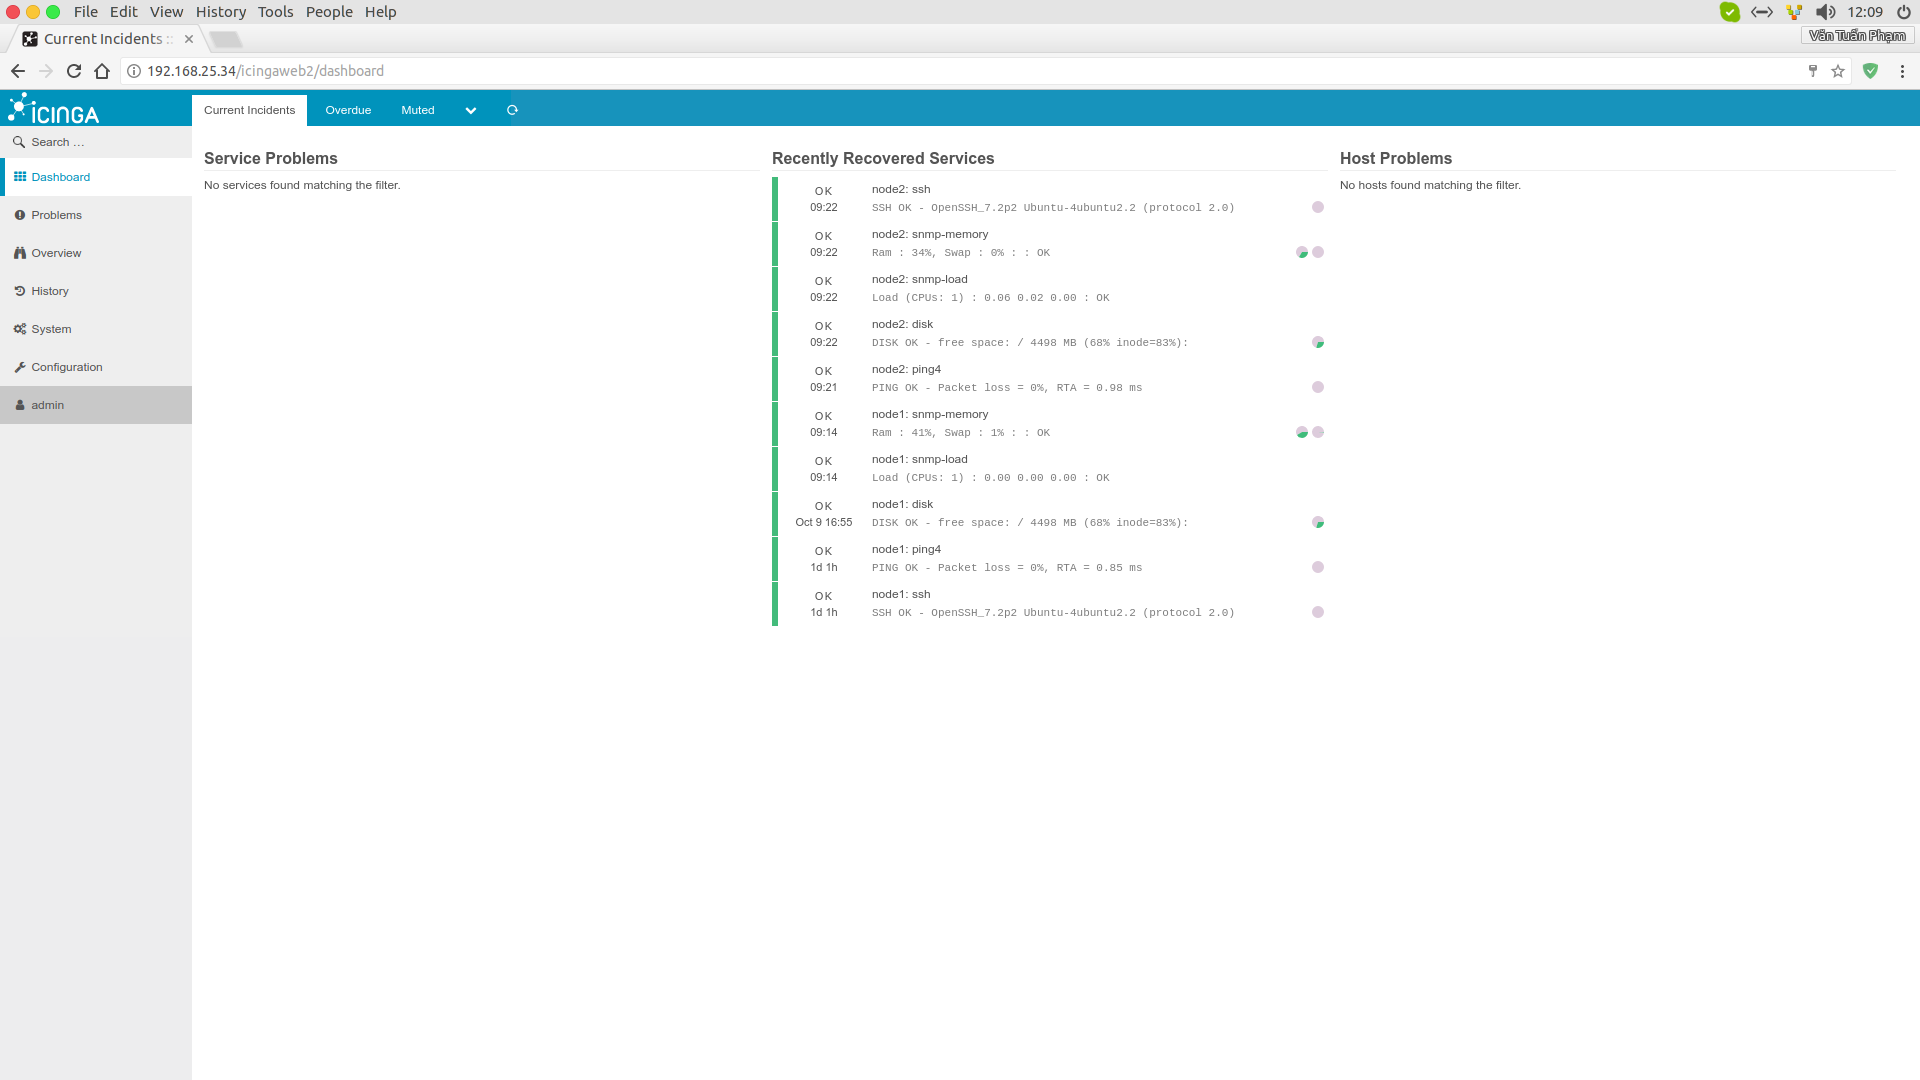 File Edit View History Tools People Help
12:09
Current Incidents ::
Văn Tuấn Phạm
192.168.25.34/icingaweb2/dashboard
ICINGA
Current Incidents Overdue Muted
Search …
Dashboard
Problems
Overview
History
System
Configuration
admin
Service Problems
No services found matching the filter.
Recently Recovered Services
OK node2: ssh
09:22 SSH OK - OpenSSH_7.2p2 Ubuntu-4ubuntu2.2 (protocol 2.0)
OK node2: snmp-memory
09:22 Ram : 34%, Swap : 0% : : OK
OK node2: snmp-load
09:22 Load (CPUs: 1) : 0.06 0.02 0.00 : OK
OK node2: disk
09:22 DISK OK - free space: / 4498 MB (68% inode=83%):
OK node2: ping4
09:21 PING OK - Packet loss = 0%, RTA = 0.98 ms
OK node1: snmp-memory
09:14 Ram : 41%, Swap : 1% : : OK
OK node1: snmp-load
09:14 Load (CPUs: 1) : 0.00 0.00 0.00 : OK
OK node1: disk
Oct 9 16:55 DISK OK - free space: / 4498 MB (68% inode=83%):
OK node1: ping4
1d 1h PING OK - Packet loss = 0%, RTA = 0.85 ms
OK node1: ssh
1d 1h SSH OK - OpenSSH_7.2p2 Ubuntu-4ubuntu2.2 (protocol 2.0)
Host Problems
No hosts found matching the filter.